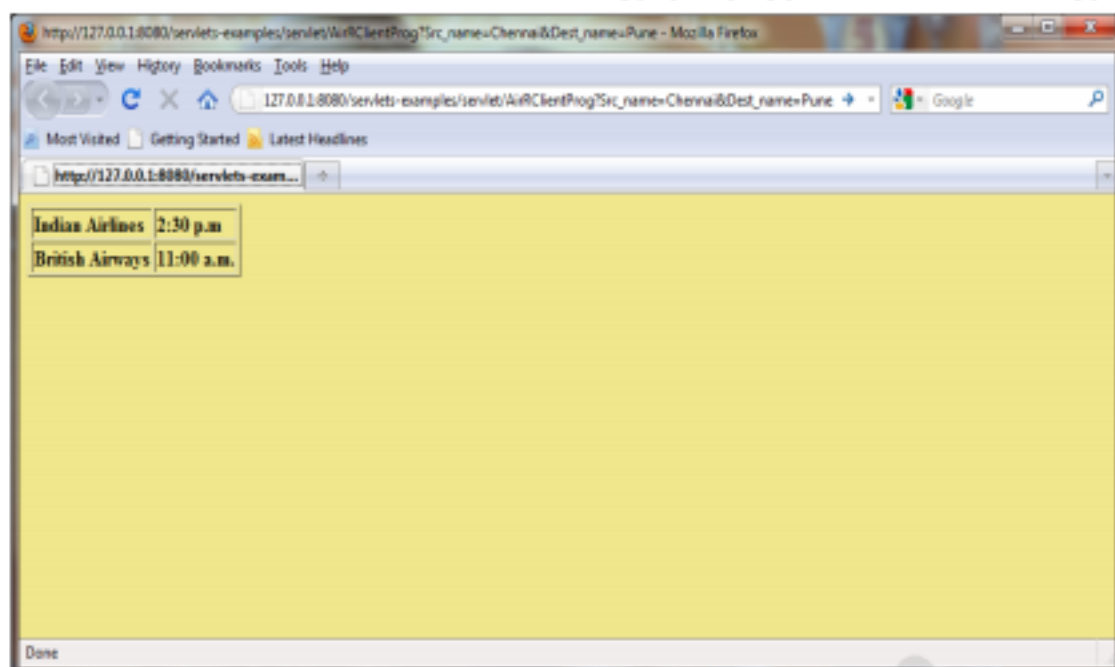 http://127.0.0.1:8080/servlets-examples/servlet/AirRClientProg?Src_name=Chennai&Dest_name=Pune - Mozilla Firefox
File Edit View History Bookmarks Tools Help
127.0.0.1:8080/servlets-examples/servlet/AirRClientProg?Src_name=Chennai&Dest_name=Pune Google
Most Visited Getting Started Latest Headlines
http://127.0.0.1:8080/servlets-exam...
Indian Airlines 2:30 p.m
British Airways 11:00 a.m.
Done